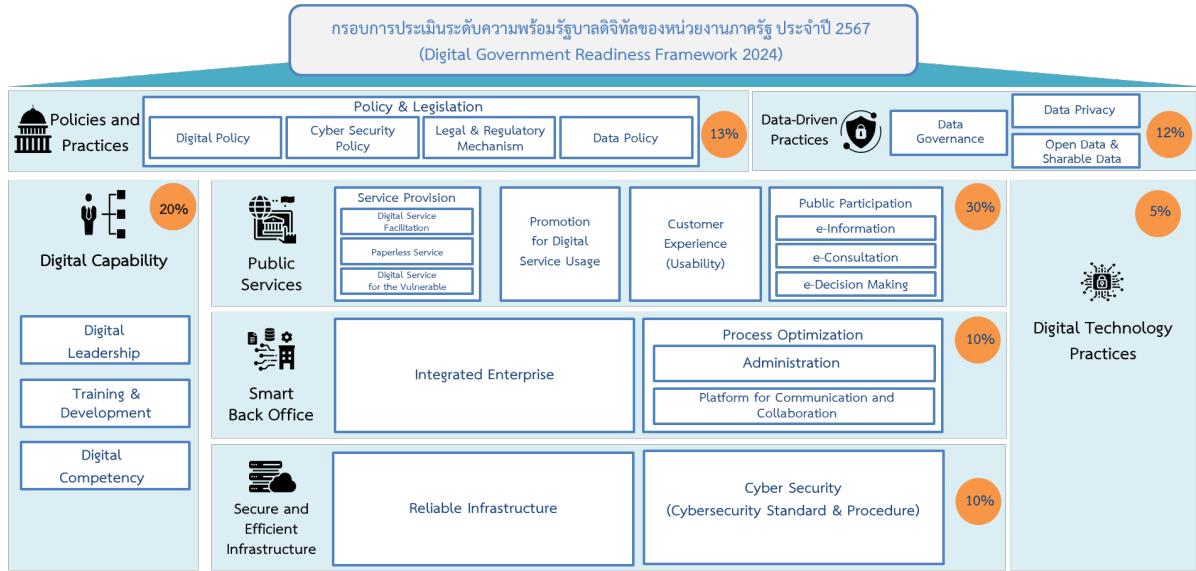 กรอบการประเมินระดับความพร้อมรัฐบาลดิจิทัลของหน่วยงานภาครัฐ ประจำปี 2567
(Digital Government Readiness Framework 2024)
Policies and
Practices
Policy & Legislation
Digital Policy
Cyber Security
Policy
Legal & Regulatory
Mechanism
Data Policy
13%
Data-Driven
Practices
Data
Governance
Data Privacy
Open Data &
Sharable Data
12%
20%
Digital Capability
Digital
Leadership
Training &
Development
Digital
Competency
Public
Services
Service Provision
Digital Service
Facilitation
Paperless Service
Digital Service
for the Vulnerable
Promotion
for Digital
Service Usage
Customer
Experience
(Usability)
Public Participation
e-Information
e-Consultation
e-Decision Making
30%
Smart
Back Office
Integrated Enterprise
Process Optimization
Administration
Platform for Communication and
Collaboration
10%
Secure and
Efficient
Infrastructure
Reliable Infrastructure
Cyber Security
(Cybersecurity Standard & Procedure)
10%
5%
Digital Technology
Practices